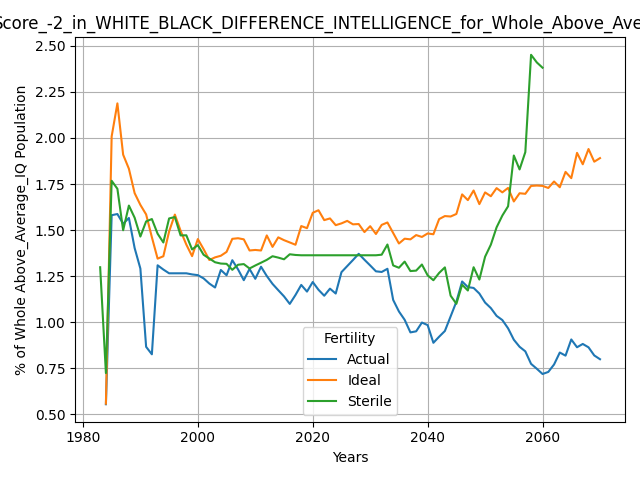 Score_-2_in_WHITE_BLACK_DIFFERENCE_INTELLIGENCE_for_Whole_Above_Ave
% of Whole Above_Average_IQ Population
2.50
2.25
2.00
1.75
1.50
1.25
1.00
0.75
0.50
Fertility
Actual
Ideal
Sterile
1980 2000 2020 2040 2060
Years